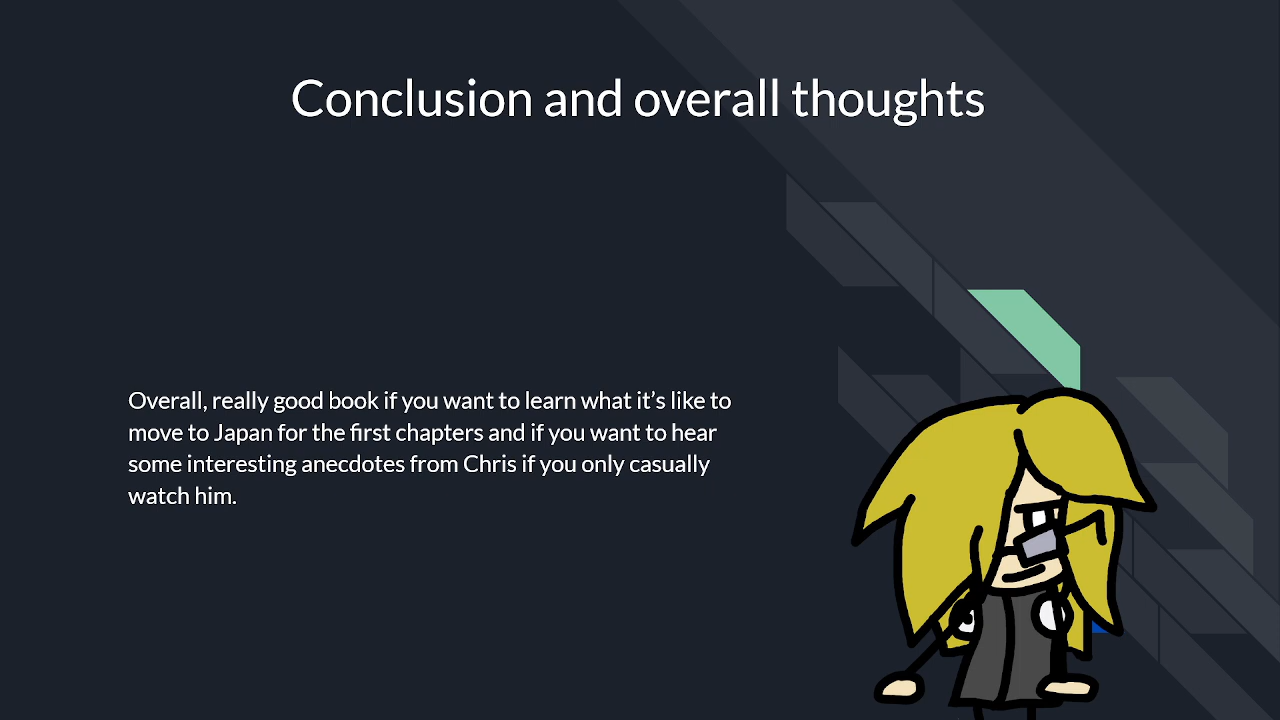 Conclusion and overall thoughts
Overall, really good book if you want to learn what it’s like to
move to Japan for the first chapters and if you want to hear
some interesting anecdotes from Chris if you only casually
watch him.